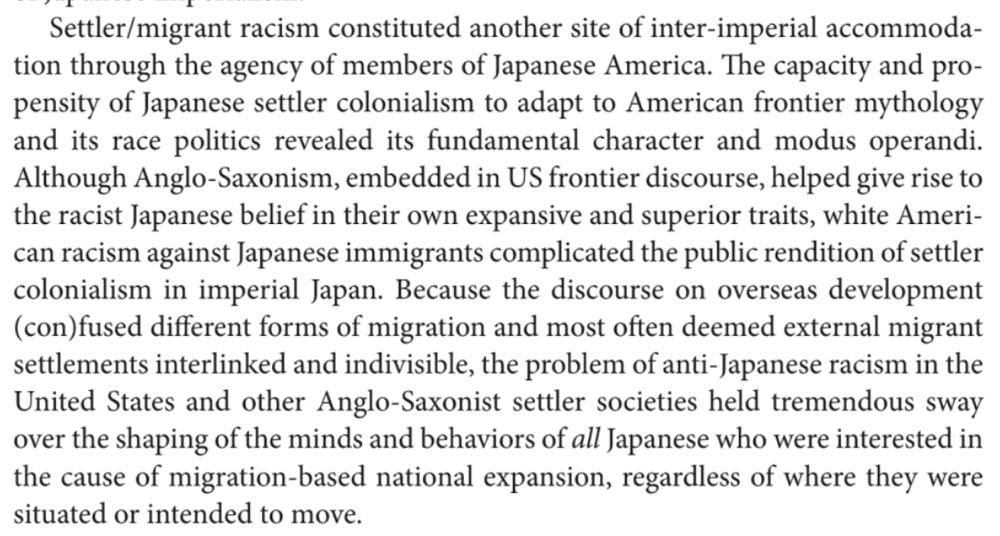 Settler/migrant racism constituted another site of inter-imperial accommoda-
tion through the agency of members of Japanese America. The capacity and pro-
pensity of Japanese settler colonialism to adapt to American frontier mythology
and its race politics revealed its fundamental character and modus operandi.
Although Anglo-Saxonism, embedded in US frontier discourse, helped give rise to
the racist Japanese belief in their own expansive and superior traits, white Ameri-
can racism against Japanese immigrants complicated the public rendition of settler
colonialism in imperial Japan. Because the discourse on overseas development
(con)fused different forms of migration and most often deemed external migrant
settlements interlinked and indivisible, the problem of anti-Japanese racism in the
United States and other Anglo-Saxonist settler societies held tremendous sway
over the shaping of the minds and behaviors of all Japanese who were interested in
the cause of migration-based national expansion, regardless of where they were
situated or intended to move.